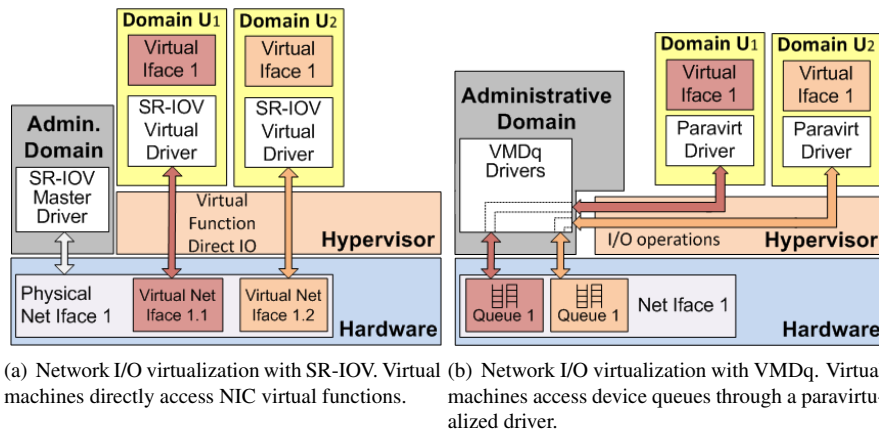 Domain U1
Virtual
Iface 1
SR-IOV
Virtual
Driver
Domain U2
Virtual
Iface 1
SR-IOV
Virtual
Driver
Admin.
Domain
SR-IOV
Master
Driver
Virtual
Function
Direct IO
Hypervisor
Physical
Net Iface 1
Virtual Net
Iface 1.1
Virtual Net
Iface 1.2
Hardware
(a) Network I/O virtualization with SR-IOV. Virtual
machines directly access NIC virtual functions.
Administrative
Domain
VMDq
Drivers
Domain U1
Virtual
Iface 1
Paravirt
Driver
Domain U2
Virtual
Iface 1
Paravirt
Driver
I/O operations
Hypervisor
Queue 1
Queue 1
Net Iface 1
Hardware
(b) Network I/O virtualization with VMDq. Virtua
machines access device queues through a paravirtu-
alized driver.